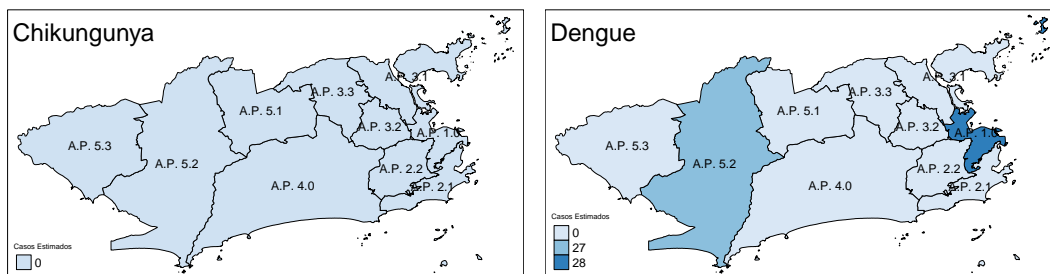 Chikungunya
A.P. 3.1
A.P. 3.3
A.P. 5.1
A.P. 3.2
A.P. 1.0
A.P. 5.3
A.P. 5.2
A.P. 2.2
A.P. 4.0
A.P. 2.1
Casos Estimados
0
Dengue
A.P. 3.1
A.P. 3.3
A.P. 5.1
A.P. 3.2
A.P. 1.0
A.P. 5.3
A.P. 5.2
A.P. 2.2
A.P. 4.0
A.P. 2.1
Casos Estimados
0
27
28